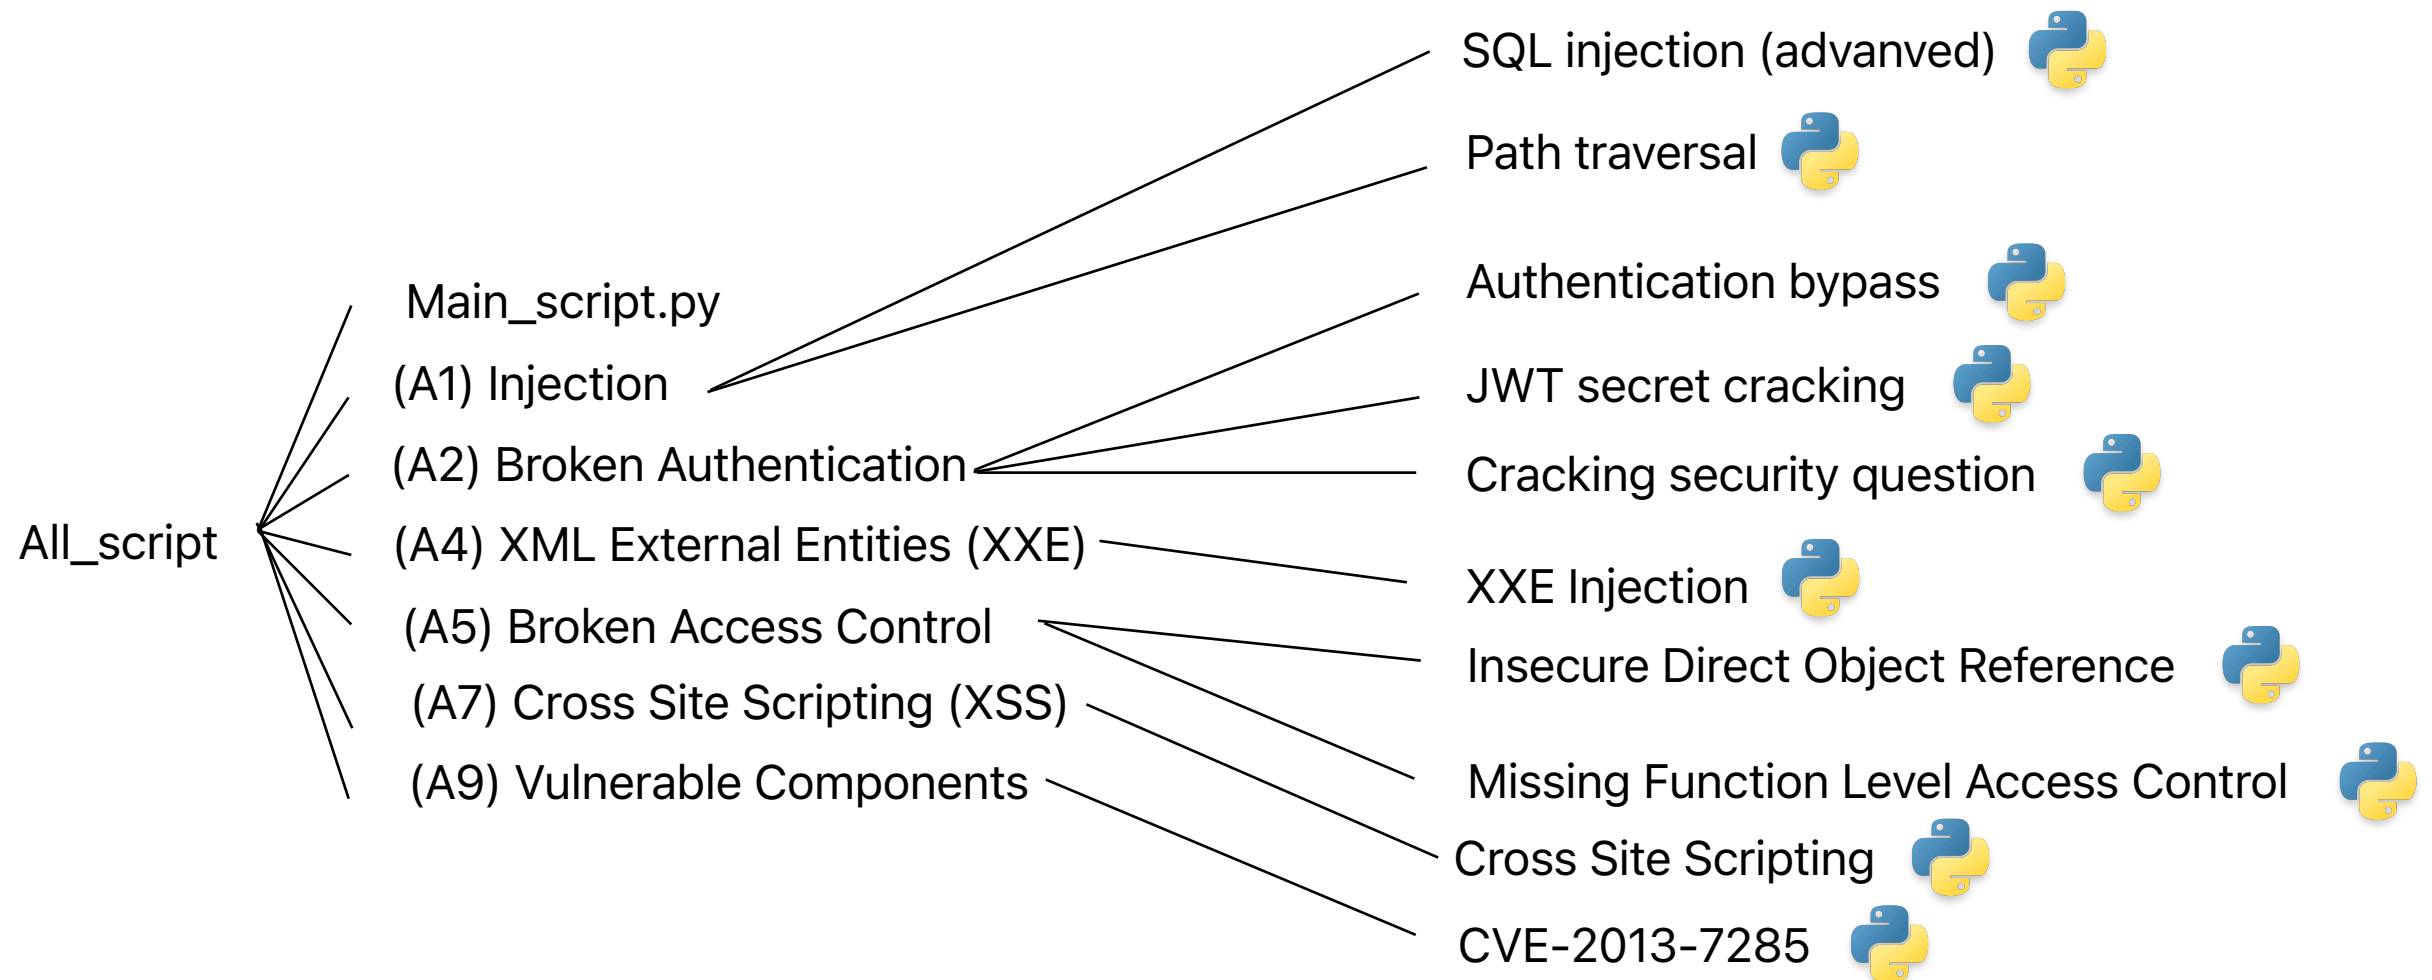 All_script
Main_script.py
(A1) Injection
(A2) Broken Authentication
(A4) XML External Entities (XXE)
(A5) Broken Access Control
(A7) Cross Site Scripting (XSS)
(A9) Vulnerable Components
SQL injection (advanved)
Path traversal
Authentication bypass
JWT secret cracking
Cracking security question
XXE Injection
Insecure Direct Object Reference
Missing Function Level Access Control
Cross Site Scripting
CVE-2013-7285